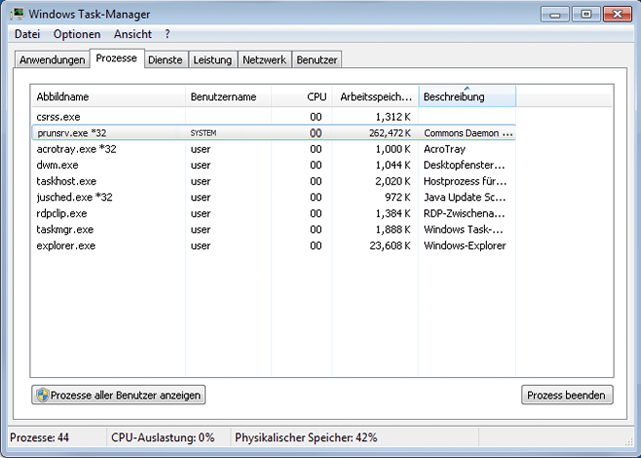 Windows Task-Manager
Datei Optionen Ansicht ?
Anwendungen Prozesse Dienste Leistung Netzwerk Benutzer
Abbildname Benutzername CPU Arbeitsspeich... Beschreibung
csrss.exe 00 1,312 K
prunsrv.exe *32 SYSTEM 00 262,472 K Commons Daemon ...
acrotray.exe *32 user 00 1,000 K AcroTray
dwm.exe user 00 1,044 K Desktopfenster...
taskhost.exe user 00 2,020 K Hostprozess für...
jusched.exe *32 user 00 972 K Java Update Sc...
rdpclip.exe user 00 1,384 K RDP-Zwischena...
taskmgr.exe user 00 1,888 K Windows Task-...
explorer.exe user 00 23,608 K Windows-Explorer
Prozesse aller Benutzer anzeigen Prozess beenden
Prozesse: 44 CPU-Auslastung: 0% Physikalischer Speicher: 42%